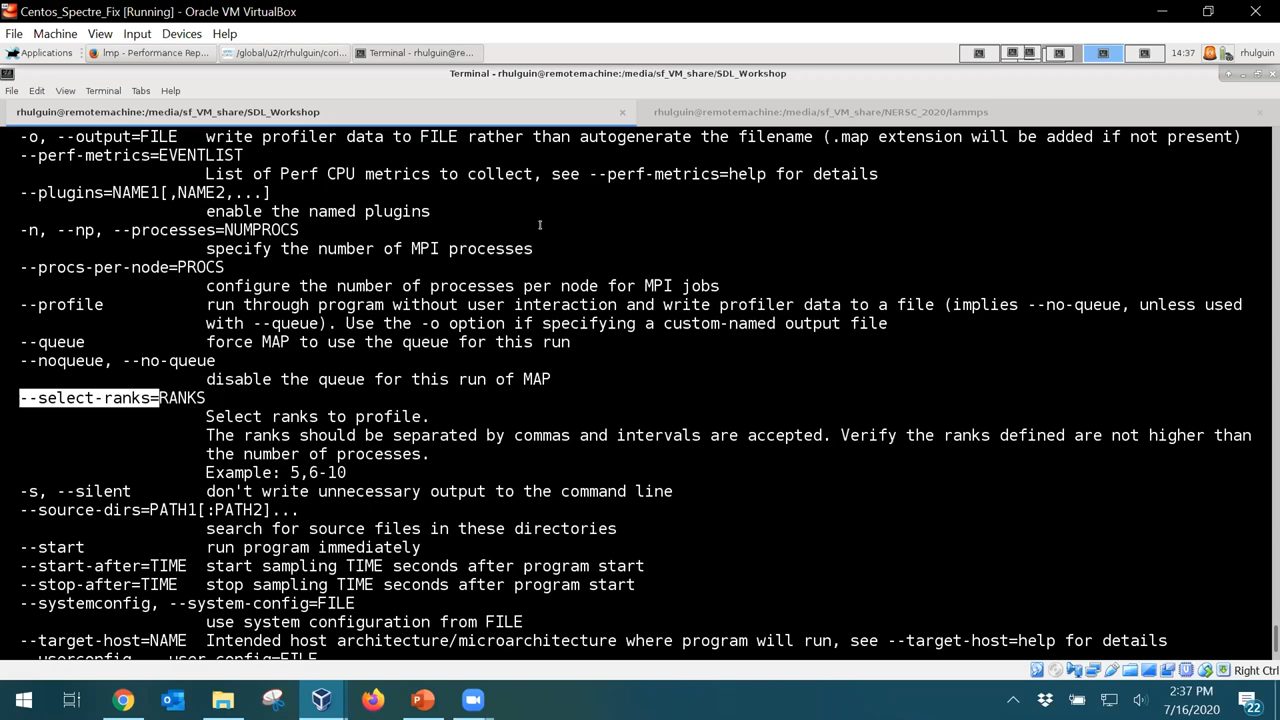 Centos_Spectre_Fix [Running] - Oracle VM VirtualBox
File Machine View Input Devices Help
Applications lmp - Performance Rep... /global/u2/r/rhulguin/cori... Terminal - rhulguin@re... 14:37 rhulguin
Terminal - rhulguin@remotemachine:/media/sf_VM_share/SDL_Workshop
File Edit View Terminal Tabs Help
rhulguin@remotemachine:/media/sf_VM_share/SDL_Workshop rhulguin@remotemachine:/media/sf_VM_share/NERSC_2020/lammps
-o, --output=FILE write profiler data to FILE rather than autogenerate the filename (.map extension will be added if not present)
--perf-metrics=EVENTLIST
List of Perf CPU metrics to collect, see --perf-metrics=help for details
--plugins=NAME1[,NAME2,...]
enable the named plugins
-n, --np, --processes=NUMPROCS
specify the number of MPI processes
--procs-per-node=PROCS
configure the number of processes per node for MPI jobs
--profile run through program without user interaction and write profiler data to a file (implies --no-queue, unless used
with --queue). Use the -o option if specifying a custom-named output file
--queue force MAP to use the queue for this run
--noqueue, --no-queue
disable the queue for this run of MAP
--select-ranks=RANKS
Select ranks to profile.
The ranks should be separated by commas and intervals are accepted. Verify the ranks defined are not higher than
the number of processes.
Example: 5,6-10
-s, --silent don't write unnecessary output to the command line
--source-dirs=PATH1[:PATH2]...
search for source files in these directories
--start run program immediately
--start-after=TIME start sampling TIME seconds after program start
--stop-after=TIME stop sampling TIME seconds after program start
--systemconfig, --system-config=FILE
use system configuration from FILE
--target-host=NAME Intended host architecture/microarchitecture where program will run, see --target-host=help for details
--userconfig, --user-config=FILE
Right Ctrl
2:37 PM
7/16/2020
22